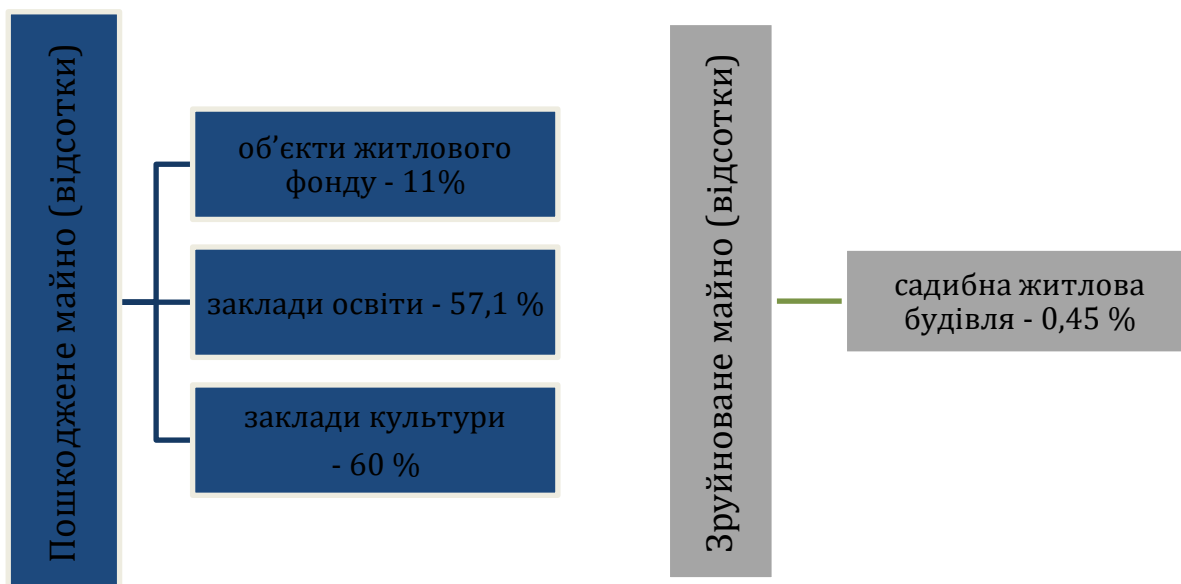 Пошкоджене майно (відсотки)
об’єкти житлового
фонду - 11%
заклади освіти - 57,1 %
заклади культури
- 60 %
Зруйноване майно (відсотки)
садибна житлова
будівля - 0,45 %